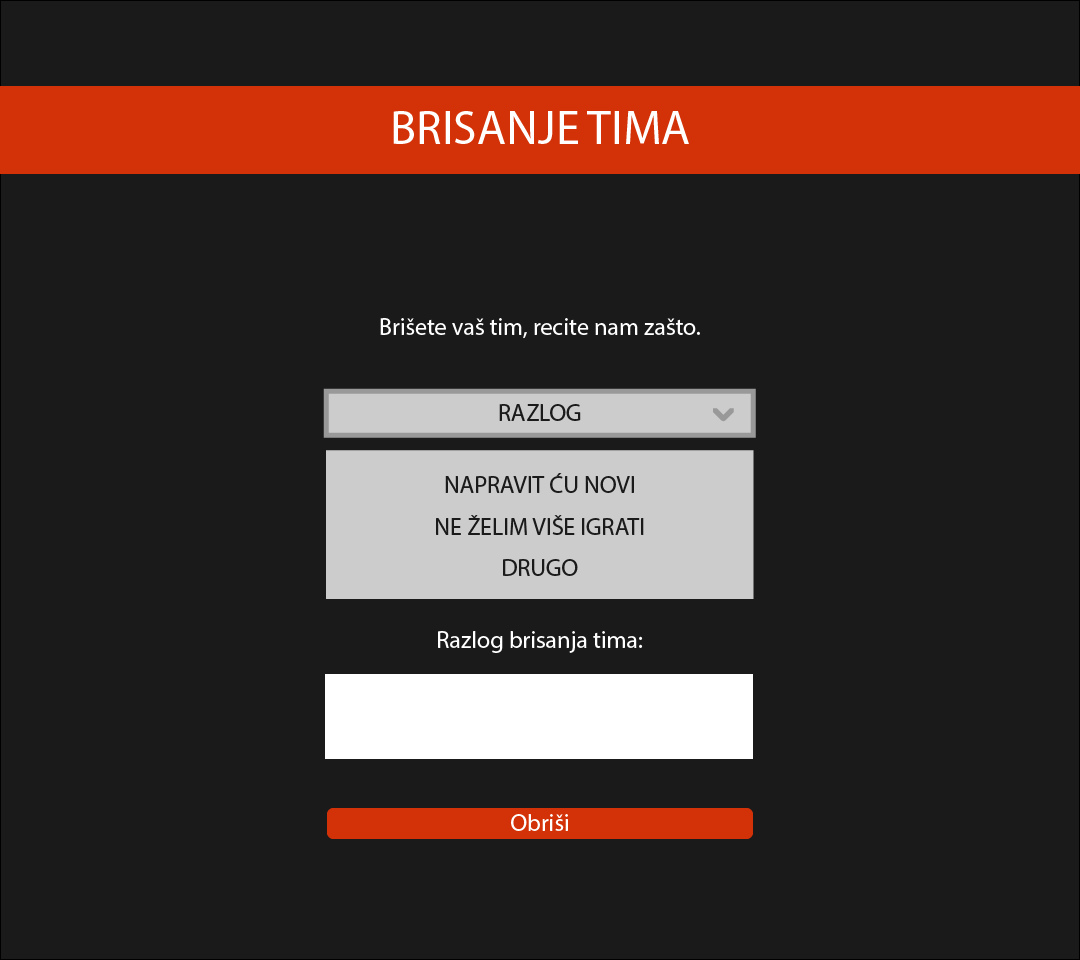 BRISANJE TIMA
Brišete vaš tim, recite nam zašto.
RAZLOG
NAPRAVIT ĆU NOVI
NE ŽELIM VIŠE IGRATI
DRUGO
Razlog brisanja tima:
Obriši